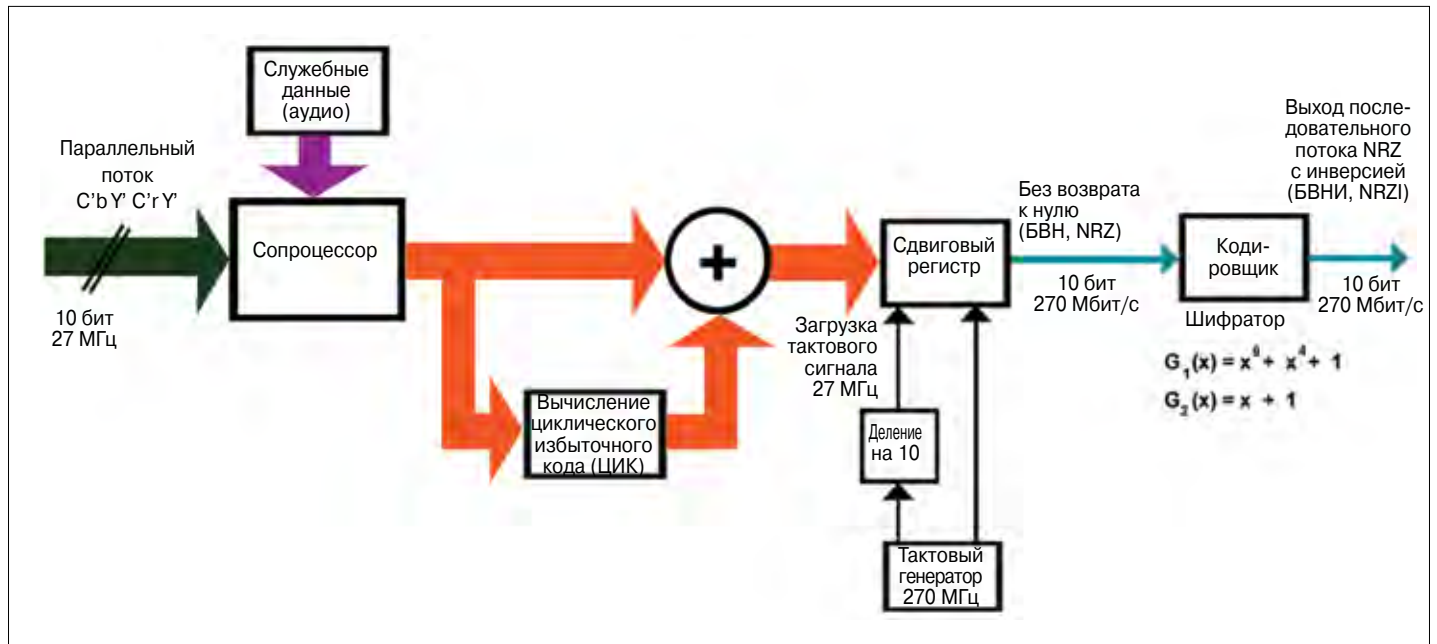 Служебные
данные
(аудио)
Параллельный
поток
C'b Y' C'r Y'
10 бит
27 МГц
Сопроцессор
+
Вычисление
циклического
избыточного
кода (ЦИК)
Загрузка
тактового
сигнала
27 МГц
Сдвиговый
регистр
Деление
на 10
Тактовый
генератор
270 МГц
Без возврата
к нулю
(БВН, NRZ)
10 бит
270 Мбит/с
Коди-
ровщик
Шифратор
G₁(x) = x⁹ + x⁴ + 1
G₂(x) = x + 1
Выход после-
довательного
потока NRZ
с инверсией
(БВНИ, NRZI)
10 бит
270 Мбит/с